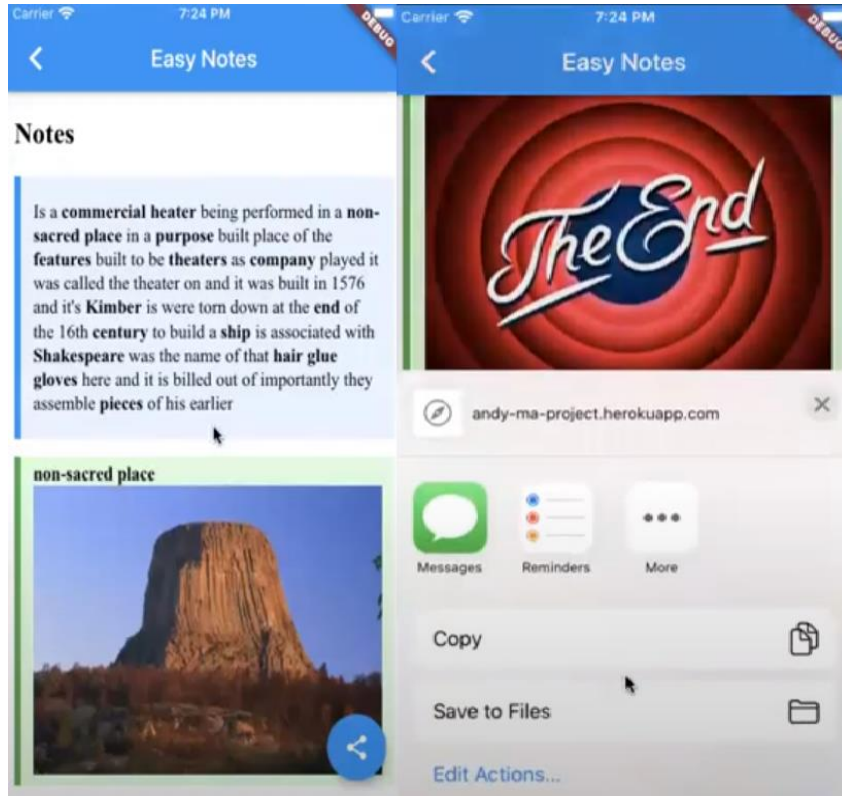 Carrier 7:24 PM
DEBUG
Easy Notes
Notes
Is a commercial heater being performed in a non-
sacred place in a purpose built place of the
features built to be theaters as company played it
was called the theater on and it was built in 1576
and it's Kimber is were torn down at the end of
the 16th century to build a ship is associated with
Shakespeare was the name of that hair glue
gloves here and it is billed out of importantly they
assemble pieces of his earlier
non-sacred place
Carrier 7:24 PM
DEBUG
Easy Notes
The End
andy-ma-project.herokuapp.com
Messages Reminders More
Copy
Save to Files
Edit Actions...